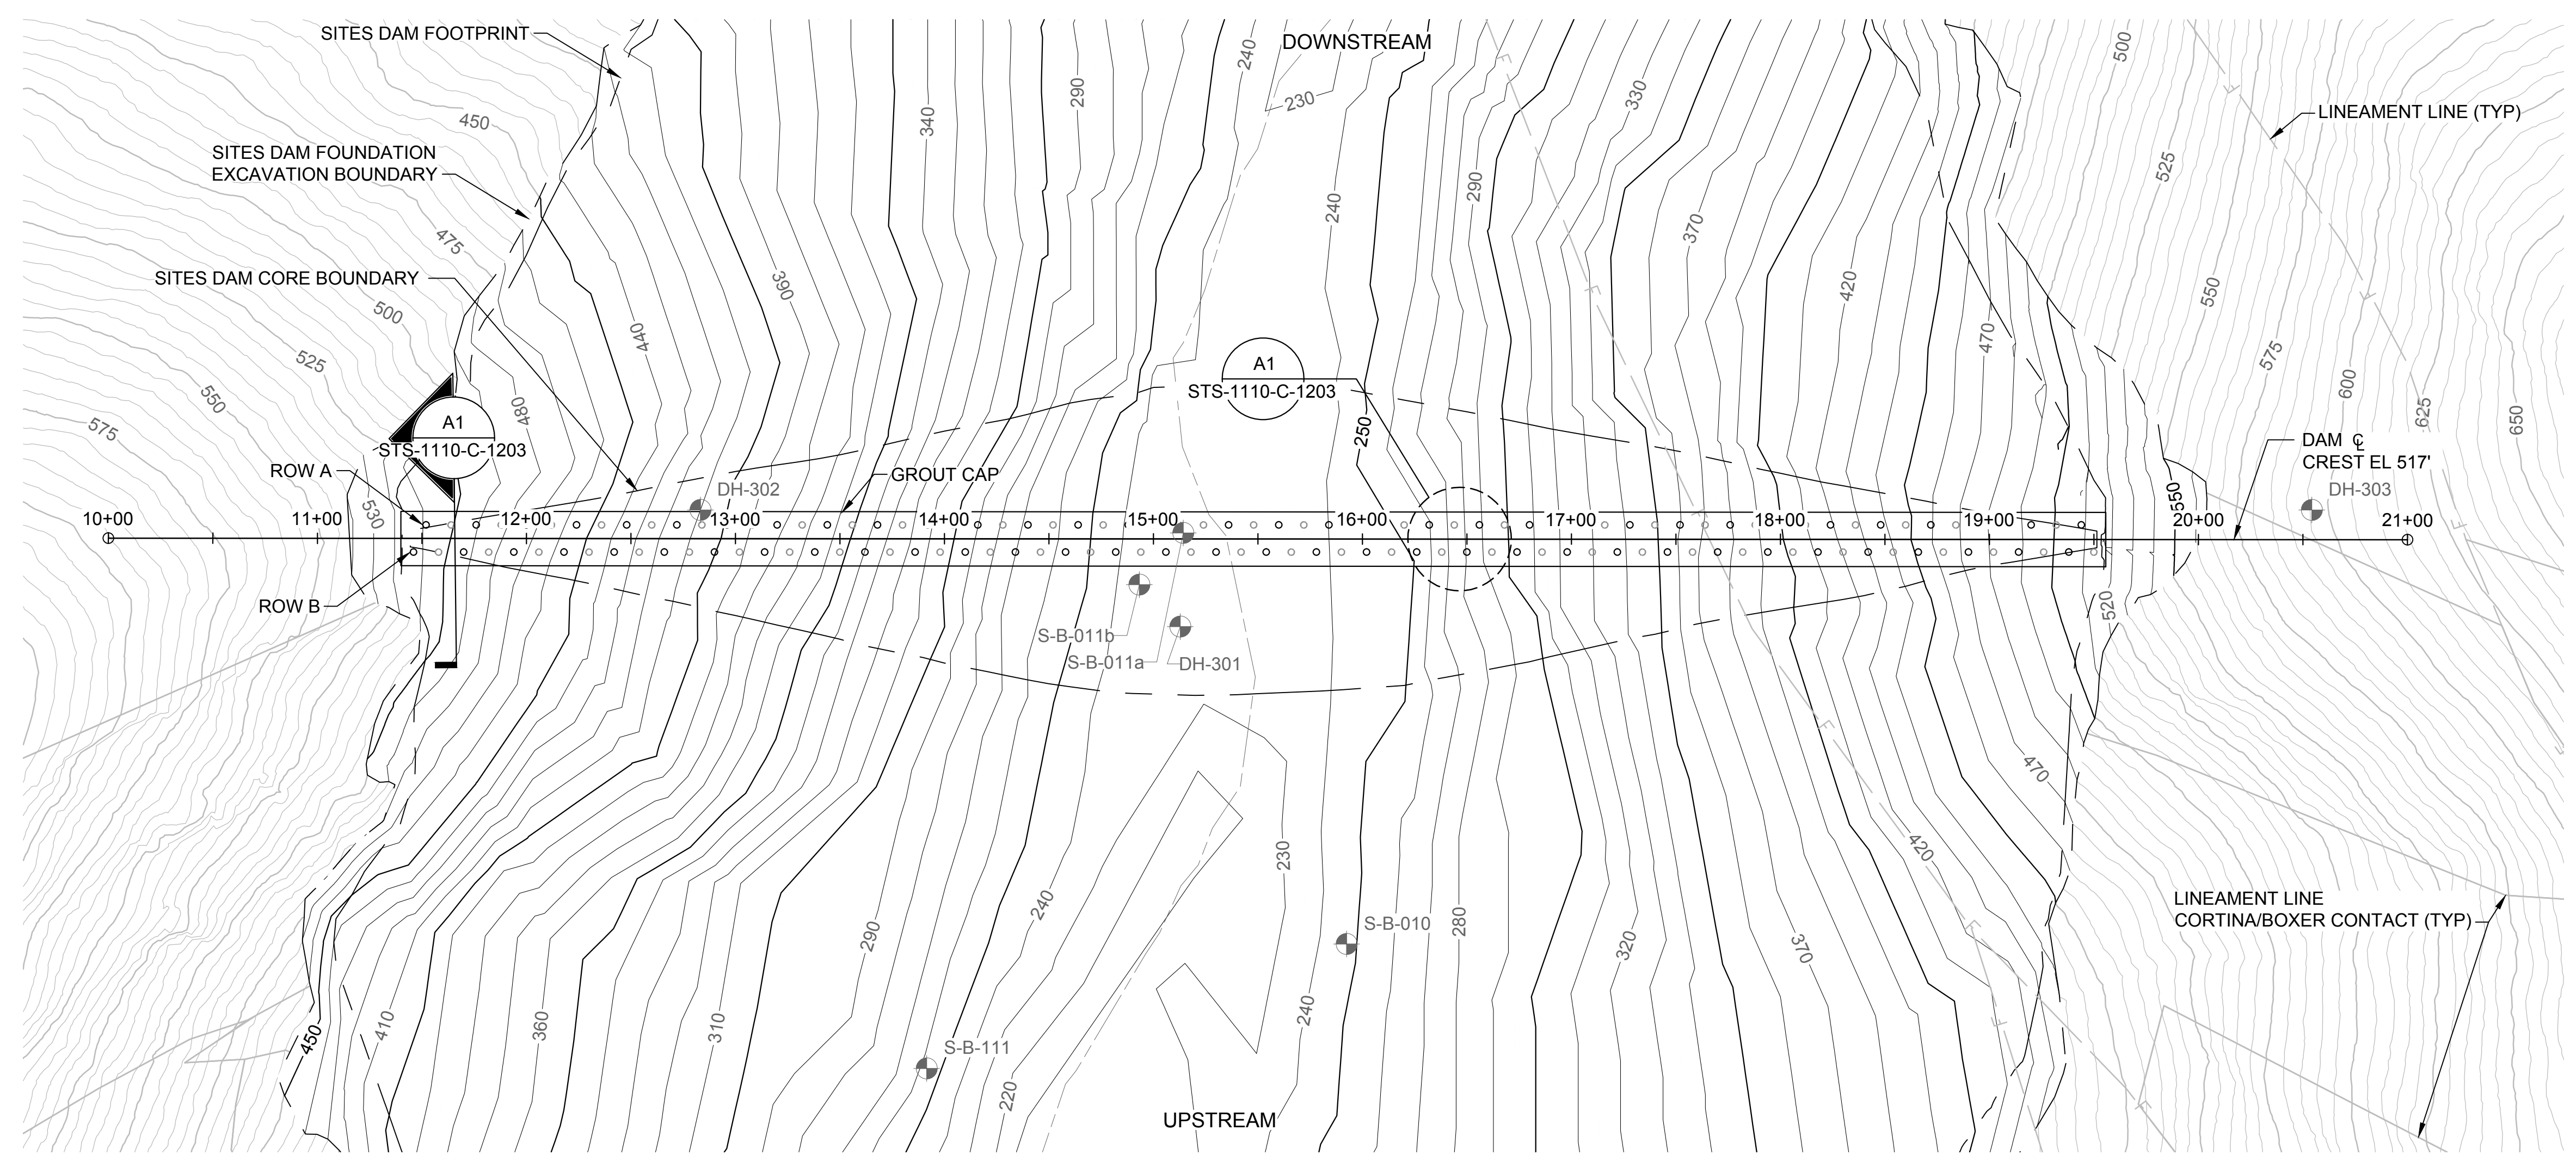 SITES DAM FOOTPRINT
DOWNSTREAM
240
230
500
450
340
290
330
LINEAMENT LINE (TYP)
SITES DAM FOUNDATION
EXCAVATION BOUNDARY
525
290
240
475
370
SITES DAM CORE BOUNDARY
390
420
550
500
440
470
525
A1
STS-1110-C-1203
575
550
600
480
625
650
575
A1
STS-1110-C-1203
250
DAM ℄
CREST EL 517'
ROW A
GROUT CAP
DH-302
DH-303
530
550
10+00
11+00
12+00
13+00
14+00
15+00
16+00
17+00
18+00
19+00
20+00
21+00
ROW B
520
S-B-011b
S-B-011a
DH-301
470
230
420
240
290
S-B-010
280
320
370
LINEAMENT LINE
CORTINA/BOXER CONTACT (TYP)
450
410
360
310
240
S-B-111
220
UPSTREAM